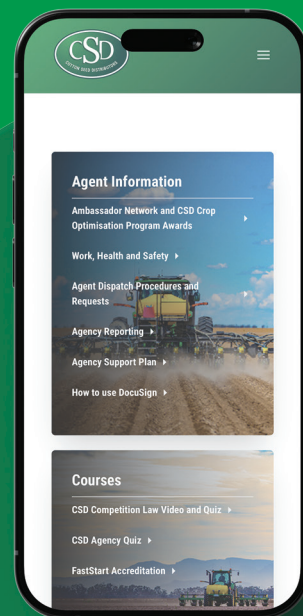 CSD
COTTON SEED DISTRIBUTORS
Agent Information
Ambassador Network and CSD Crop
Optimisation Program Awards
Work, Health and Safety
Agent Dispatch Procedures and
Requests
Agency Reporting
Agency Support Plan
How to use DocuSign
Courses
CSD Competition Law Video and Quiz
CSD Agency Quiz
FastStart Accreditation